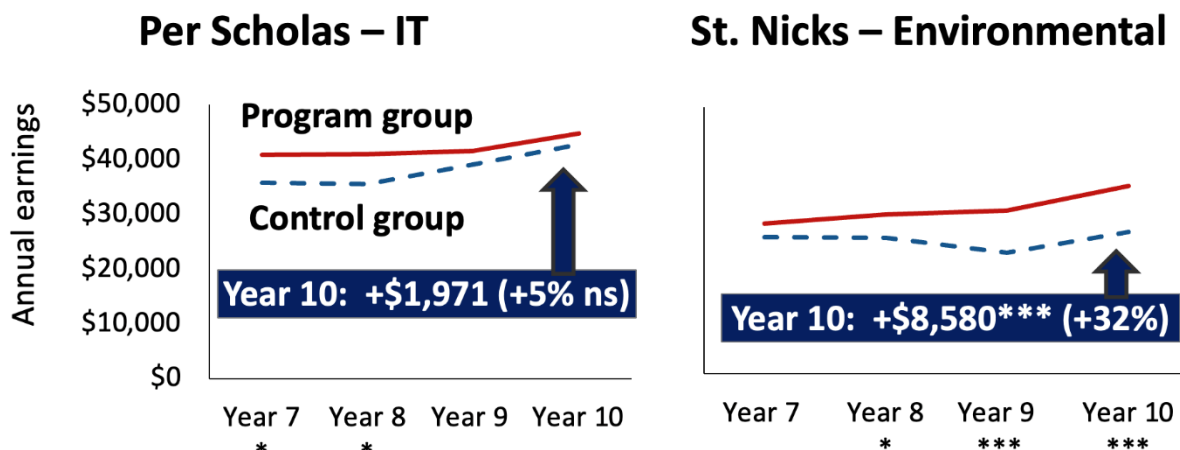 Per Scholas – IT
St. Nicks – Environmental
Annual earnings
$50,000
$40,000
$30,000
$20,000
$10,000
$0
Program group
Control group
Year 10: +$1,971 (+5% ns)
Year 7
Year 8
Year 9
Year 10
*
*
Year 10: +$8,580*** (+32%)
Year 7
Year 8
Year 9
Year 10
*
***
***